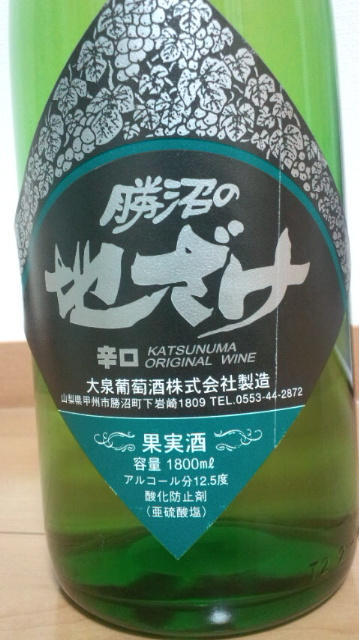 勝沼の
地ざけ
辛口
KATSUNUMA
ORIGINAL WINE
大泉葡萄酒株式会社製造
山梨県甲州市勝沼町下岩崎1809 TEL.0553-44-2872
果実酒
容量 1800mℓ
アルコール分12.5度
酸化防止剤
(亜硫酸塩)